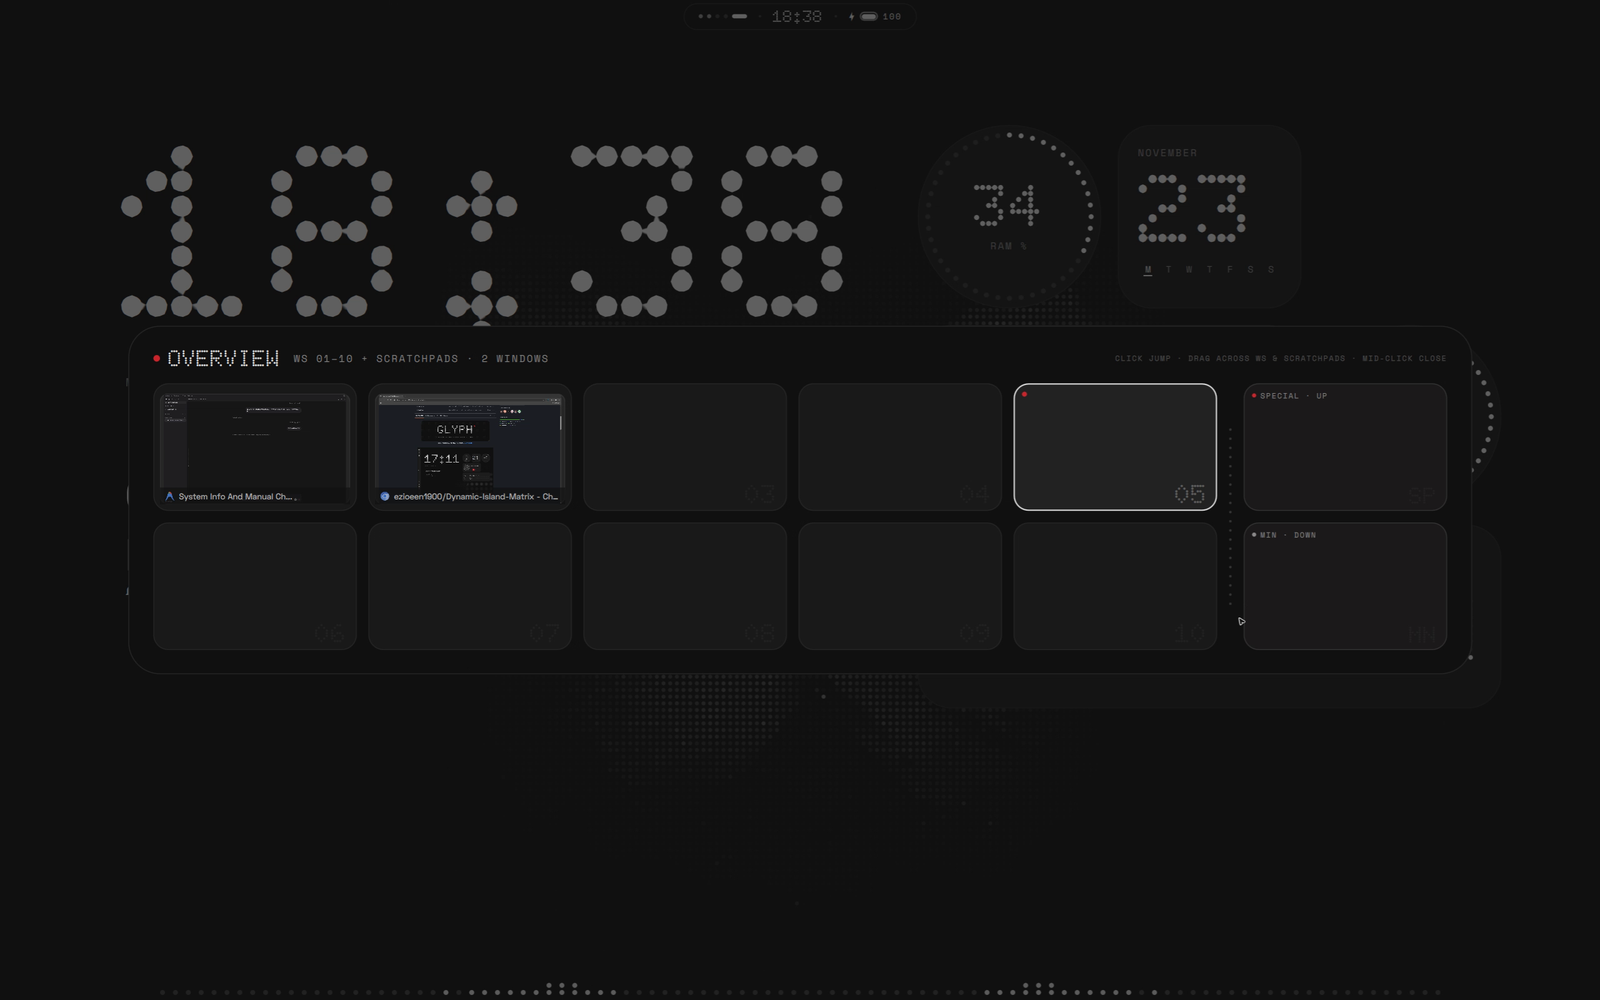 18:38
100
18:38
34
RAM %
NOVEMBER
23
M T W T F S S
OVERVIEW WS 01–10 + SCRATCHPADS · 2 WINDOWS
CLICK JUMP · DRAG ACROSS WS & SCRATCHPADS · MID-CLICK CLOSE
GLYPH
17:11
System Info And Manual Ch...
ezioeen1900/Dynamic-Island-Matrix - Ch...
03
04
05
SPECIAL · UP
SP
06
07
08
09
10
MIN · DOWN
MN